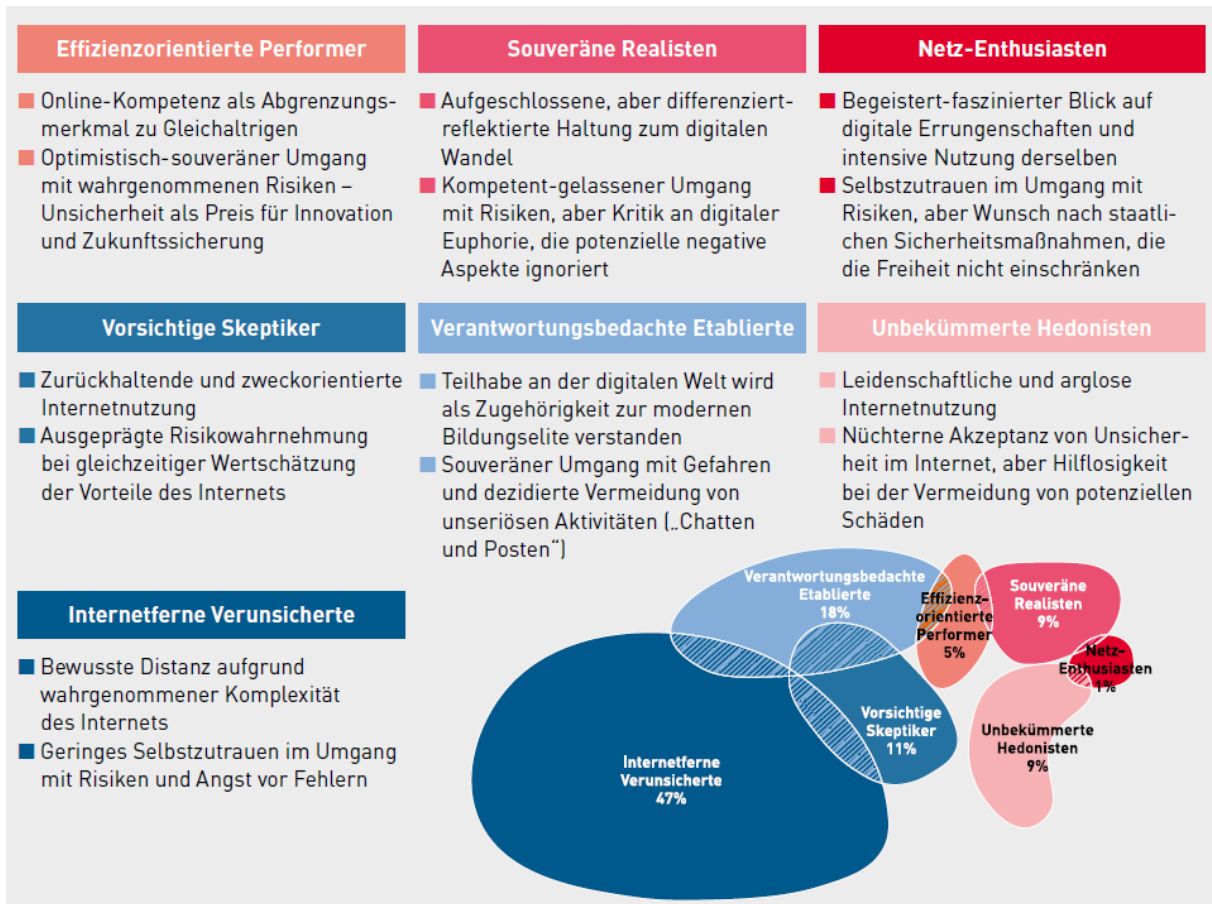 Effizienzorientierte Performer
Online-Kompetenz als Abgrenzungs-
merkmal zu Gleichaltrigen
Optimistisch-souveräner Umgang
mit wahrgenommenen Risiken –
Unsicherheit als Preis für Innovation
und Zukunftssicherung
Souveräne Realisten
Aufgeschlossene, aber differenziert-
reflektierte Haltung zum digitalen
Wandel
Kompetent-gelassener Umgang
mit Risiken, aber Kritik an digitaler
Euphorie, die potenzielle negative
Aspekte ignoriert
Netz-Enthusiasten
Begeistert-faszinierter Blick auf
digitale Errungenschaften und
intensive Nutzung derselben
Selbstzutrauen im Umgang mit
Risiken, aber Wunsch nach staatli-
chen Sicherheitsmaßnahmen, die
die Freiheit nicht einschränken
Vorsichtige Skeptiker
Zurückhaltende und zweckorientierte
Internetnutzung
Ausgeprägte Risikowahrnehmung
bei gleichzeitiger Wertschätzung
der Vorteile des Internets
Verantwortungsbedachte Etablierte
Teilhabe an der digitalen Welt wird
als Zugehörigkeit zur modernen
Bildungselite verstanden
Souveräner Umgang mit Gefahren
und dezidierte Vermeidung von
unseriösen Aktivitäten („Chatten
und Posten“)
Unbekümmerte Hedonisten
Leidenschaftliche und arglose
Internetnutzung
Nüchterne Akzeptanz von Unsicher-
heit im Internet, aber Hilflosigkeit
bei der Vermeidung von potenziellen
Schäden
Internetferne Verunsicherte
Bewusste Distanz aufgrund
wahrgenommener Komplexität
des Internets
Geringes Selbstzutrauen im Umgang
mit Risiken und Angst vor Fehlern
Verantwortungsbedachte
Etablierte
18%
Effizienz-
orientierte
Performer
5%
Souveräne
Realisten
9%
Netz-
Enthusiasten
1%
Vorsichtige
Skeptiker
11%
Unbekümmerte
Hedonisten
9%
Internetferne
Verunsicherte
47%